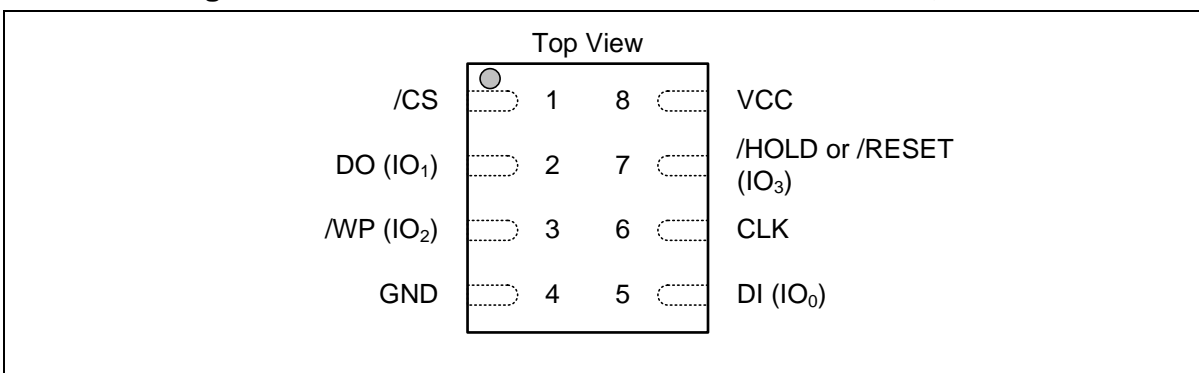 Top View
/CS 1 8 VCC
DO (IO₁) 2 7 /HOLD or /RESET
(IO₃)
/WP (IO₂) 3 6 CLK
GND 4 5 DI (IO₀)